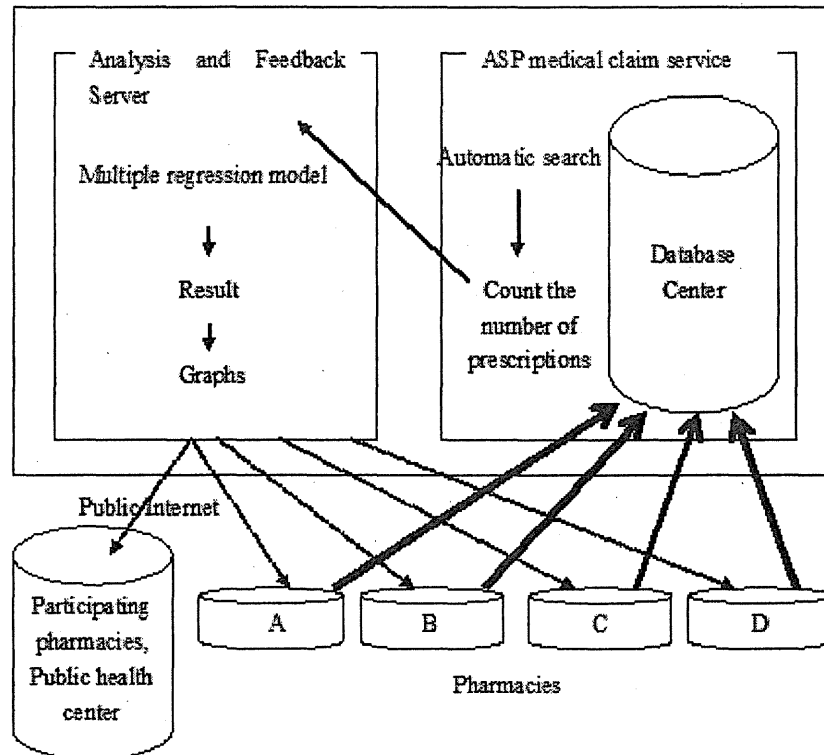 Analysis and Feedback
Server
Multiple regression model
Result
Graphs
ASP medical claim service
Automatic search
Count the
number of
prescriptions
Database
Center
Public Internet
Participating
pharmacies,
Public health
center
A
B
C
D
Pharmacies